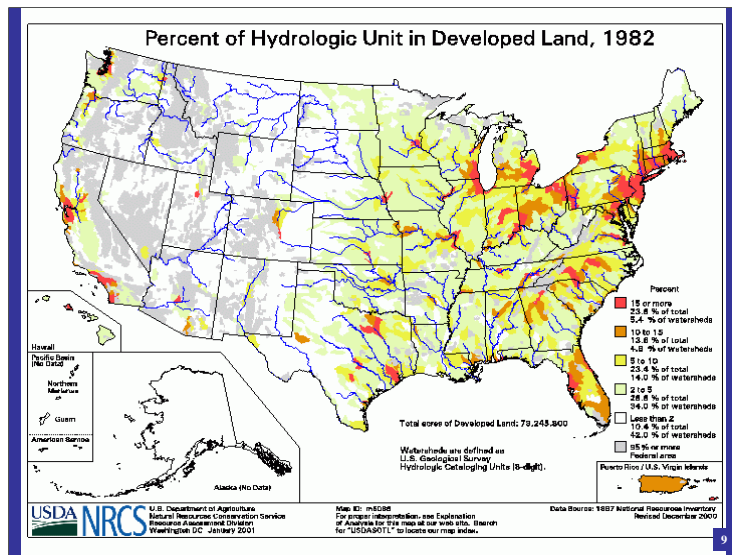 Percent of Hydrologic Unit in Developed Land, 1982
Percent
15 or more
23.6 % of total
5.4 % of watersheds
10 to 15
13.6 % of total
4.8 % of watersheds
5 to 10
23.4 % of total
14.0 % of watersheds
2 to 5
28.6 % of total
34.0 % of watersheds
Less than 2
10.4 % of total
42.0 % of watersheds
95% or more
Federal area
Hawaii
Pacific Basin
(No Data)
Northern
Marianas
Guam
American Samoa
Alaska (No Data)
Total acres of Developed Land: 73,245,800
Watersheds are defined as
U.S. Geological Survey
Hydrologic Cataloging Units (8-digit).
Puerto Rico / U.S. Virgin Islands
USDA NRCS
U.S. Department of Agriculture
Natural Resources Conservation Service
Resource Assessment Division
Washington DC January 2001
Map ID: m5086
For proper interpretation, see Explanation
of Analysis for this map at our web site. Search
for "USDASOTL" to locate our map index.
Data Source: 1997 National Resources Inventory
Revised December 2000
9